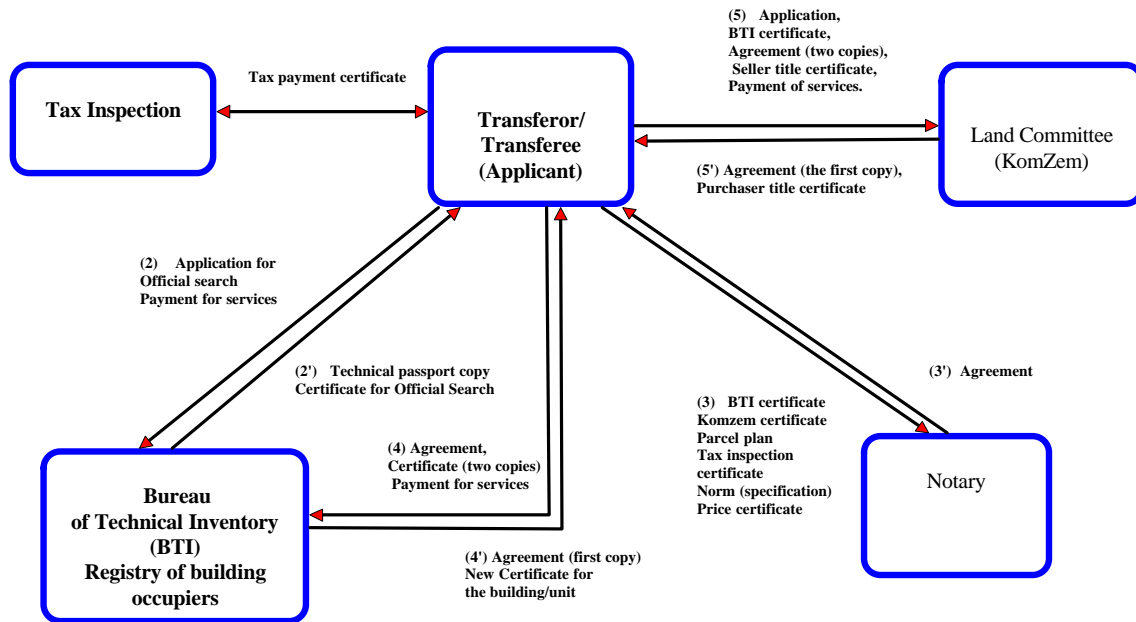 (5) Application,
BTI certificate,
Agreement (two copies),
Seller title certificate,
Payment of services.
Tax payment certificate
Tax Inspection
Transferor/
Transferee
(Applicant)
Land Committee
(KomZem)
(5') Agreement (the first copy),
Purchaser title certificate
(2) Application for
Official search
Payment for services
(2') Technical passport copy
Certificate for Official Search
(3') Agreement
(3) BTI certificate
Komzem certificate
Parcel plan
Tax inspection
certificate
Norm (specification)
Price certificate
(4) Agreement,
Certificate (two copies)
Payment for services
Bureau
of Technical Inventory
(BTI)
Registry of building
occupiers
Notary
(4') Agreement (first copy)
New Certificate for
the building/unit